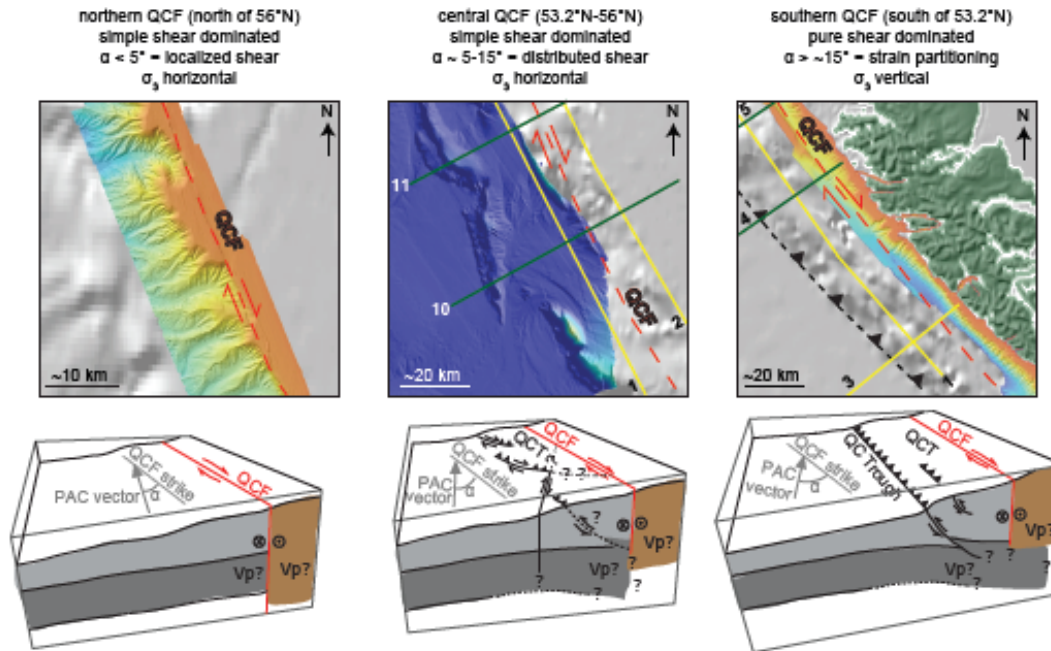 northern QCF (north of 56°N)
simple shear dominated
α < 5° = localized shear
σ₃ horizontal
central QCF (53.2°N-56°N)
simple shear dominated
α ~ 5-15° = distributed shear
σ₃ horizontal
southern QCF (south of 53.2°N)
pure shear dominated
α > ~15° = strain partitioning
σ₃ vertical
N
QCF
~10 km
N
11
10
QCF
2
1
~20 km
N
5
QCF
4
3
1
~20 km
QCF strike
PAC vector
α
QCF
Vp?
Vp?
QCT?
QCF
QCF strike
PAC
vector
α
? ?
?
?
Vp?
Vp?
?
?
?
QCF
QCT
QC Trough
QCF strike
PAC
vector
α
Vp?
Vp?
?
?
?
?
?